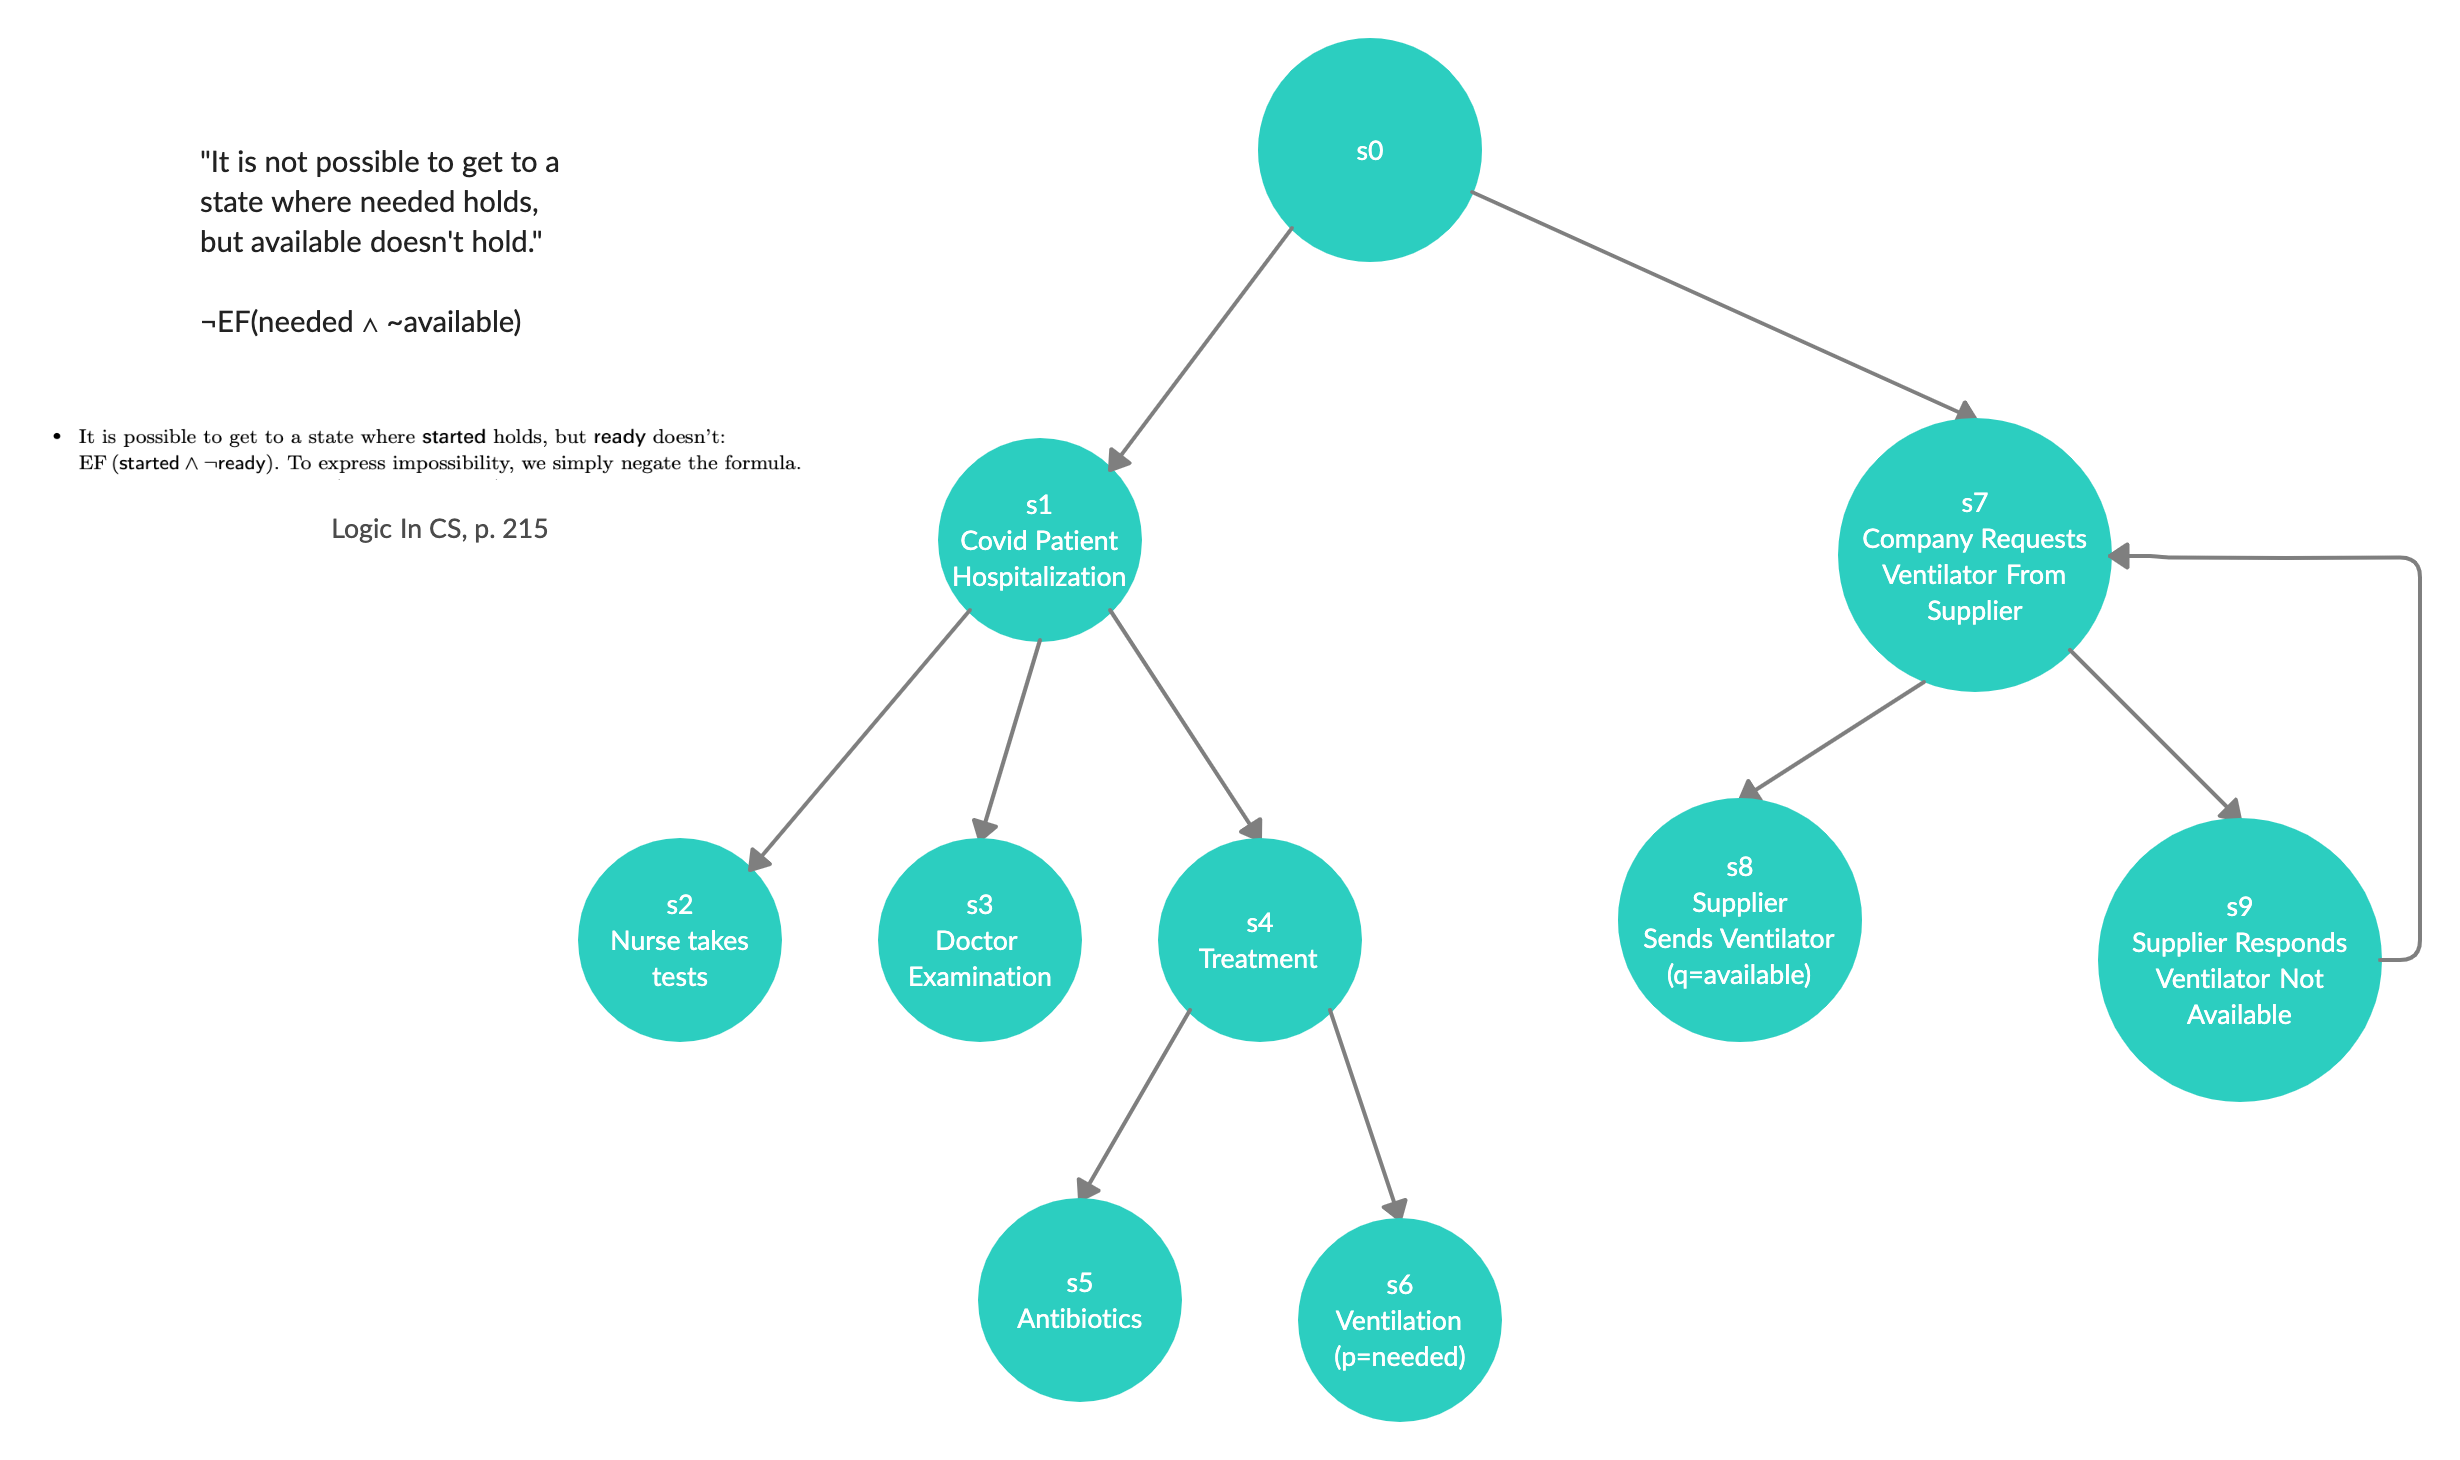 "It is not possible to get to a
state where needed holds,
but available doesn't hold."
¬EF(needed ∧ ~available)
• It is possible to get to a state where started holds, but ready doesn't:
EF (started ∧ ¬ready). To express impossibility, we simply negate the formula.
Logic In CS, p. 215
s0
s1
Covid Patient
Hospitalization
s7
Company Requests
Ventilator From
Supplier
s2
Nurse takes
tests
s3
Doctor
Examination
s4
Treatment
s8
Supplier
Sends Ventilator
(q=available)
s9
Supplier Responds
Ventilator Not
Available
s5
Antibiotics
s6
Ventilation
(p=needed)